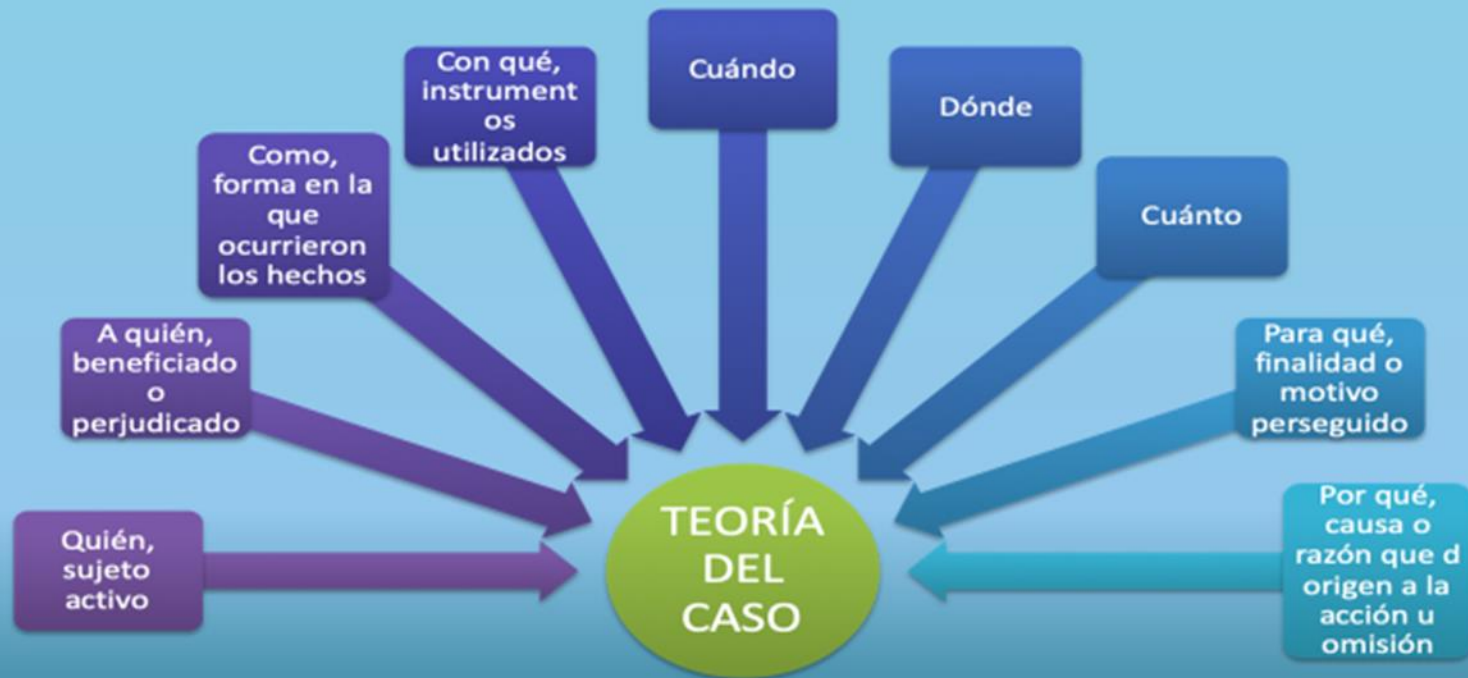 Quién,
sujeto
activo
A quién,
beneficiado
o
perjudicado
Como,
forma en la
que
ocurrieron
los hechos
Con qué,
instrument
os
utilizados
Cuándo
Dónde
Cuánto
Para qué,
finalidad o
motivo
perseguido
Por qué,
causa o
razón que d
origen a la
acción u
omisión
TEORÍA
DEL
CASO